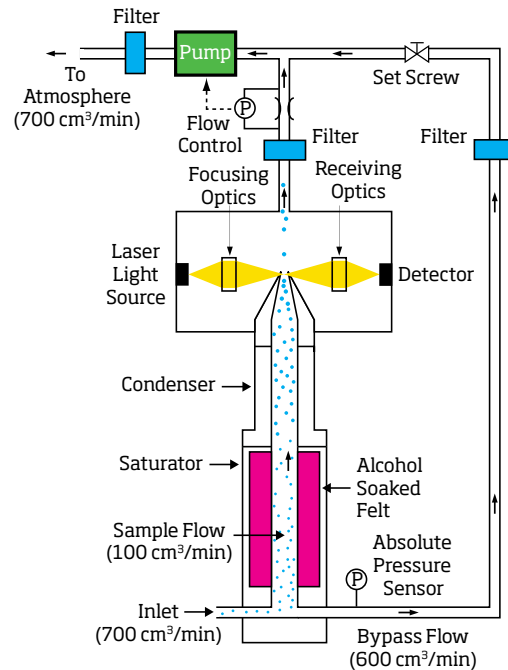 Filter
Pump
To
Atmosphere
(700 cm³/min)
Set Screw
P
Flow
Control
Filter
Filter
Focusing
Optics
Receiving
Optics
Laser
Light
Source
Detector
Condenser
Saturator
Alcohol
Soaked
Felt
Sample Flow
(100 cm³/min)
Absolute
Pressure
Sensor
P
Inlet
(700 cm³/min)
Bypass Flow
(600 cm³/min)